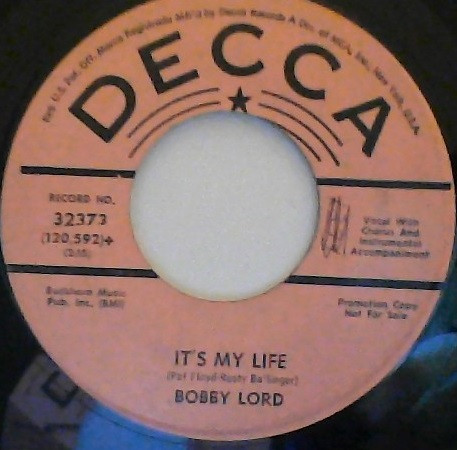 REG. U.S. Pat. Off. Marca Registrada Mf'd by Decca Records A Div. of MCA, Inc., New York, U.S.A.
DECCA
RECORD NO.
32373
(120,592)+
Vocal With
Chorus And
Instrumental
Accompaniment
Buckhorn Music
Pub. Inc. (BMI)
Promotion Copy
Not For Sale
IT'S MY LIFE
BOBBY LORD